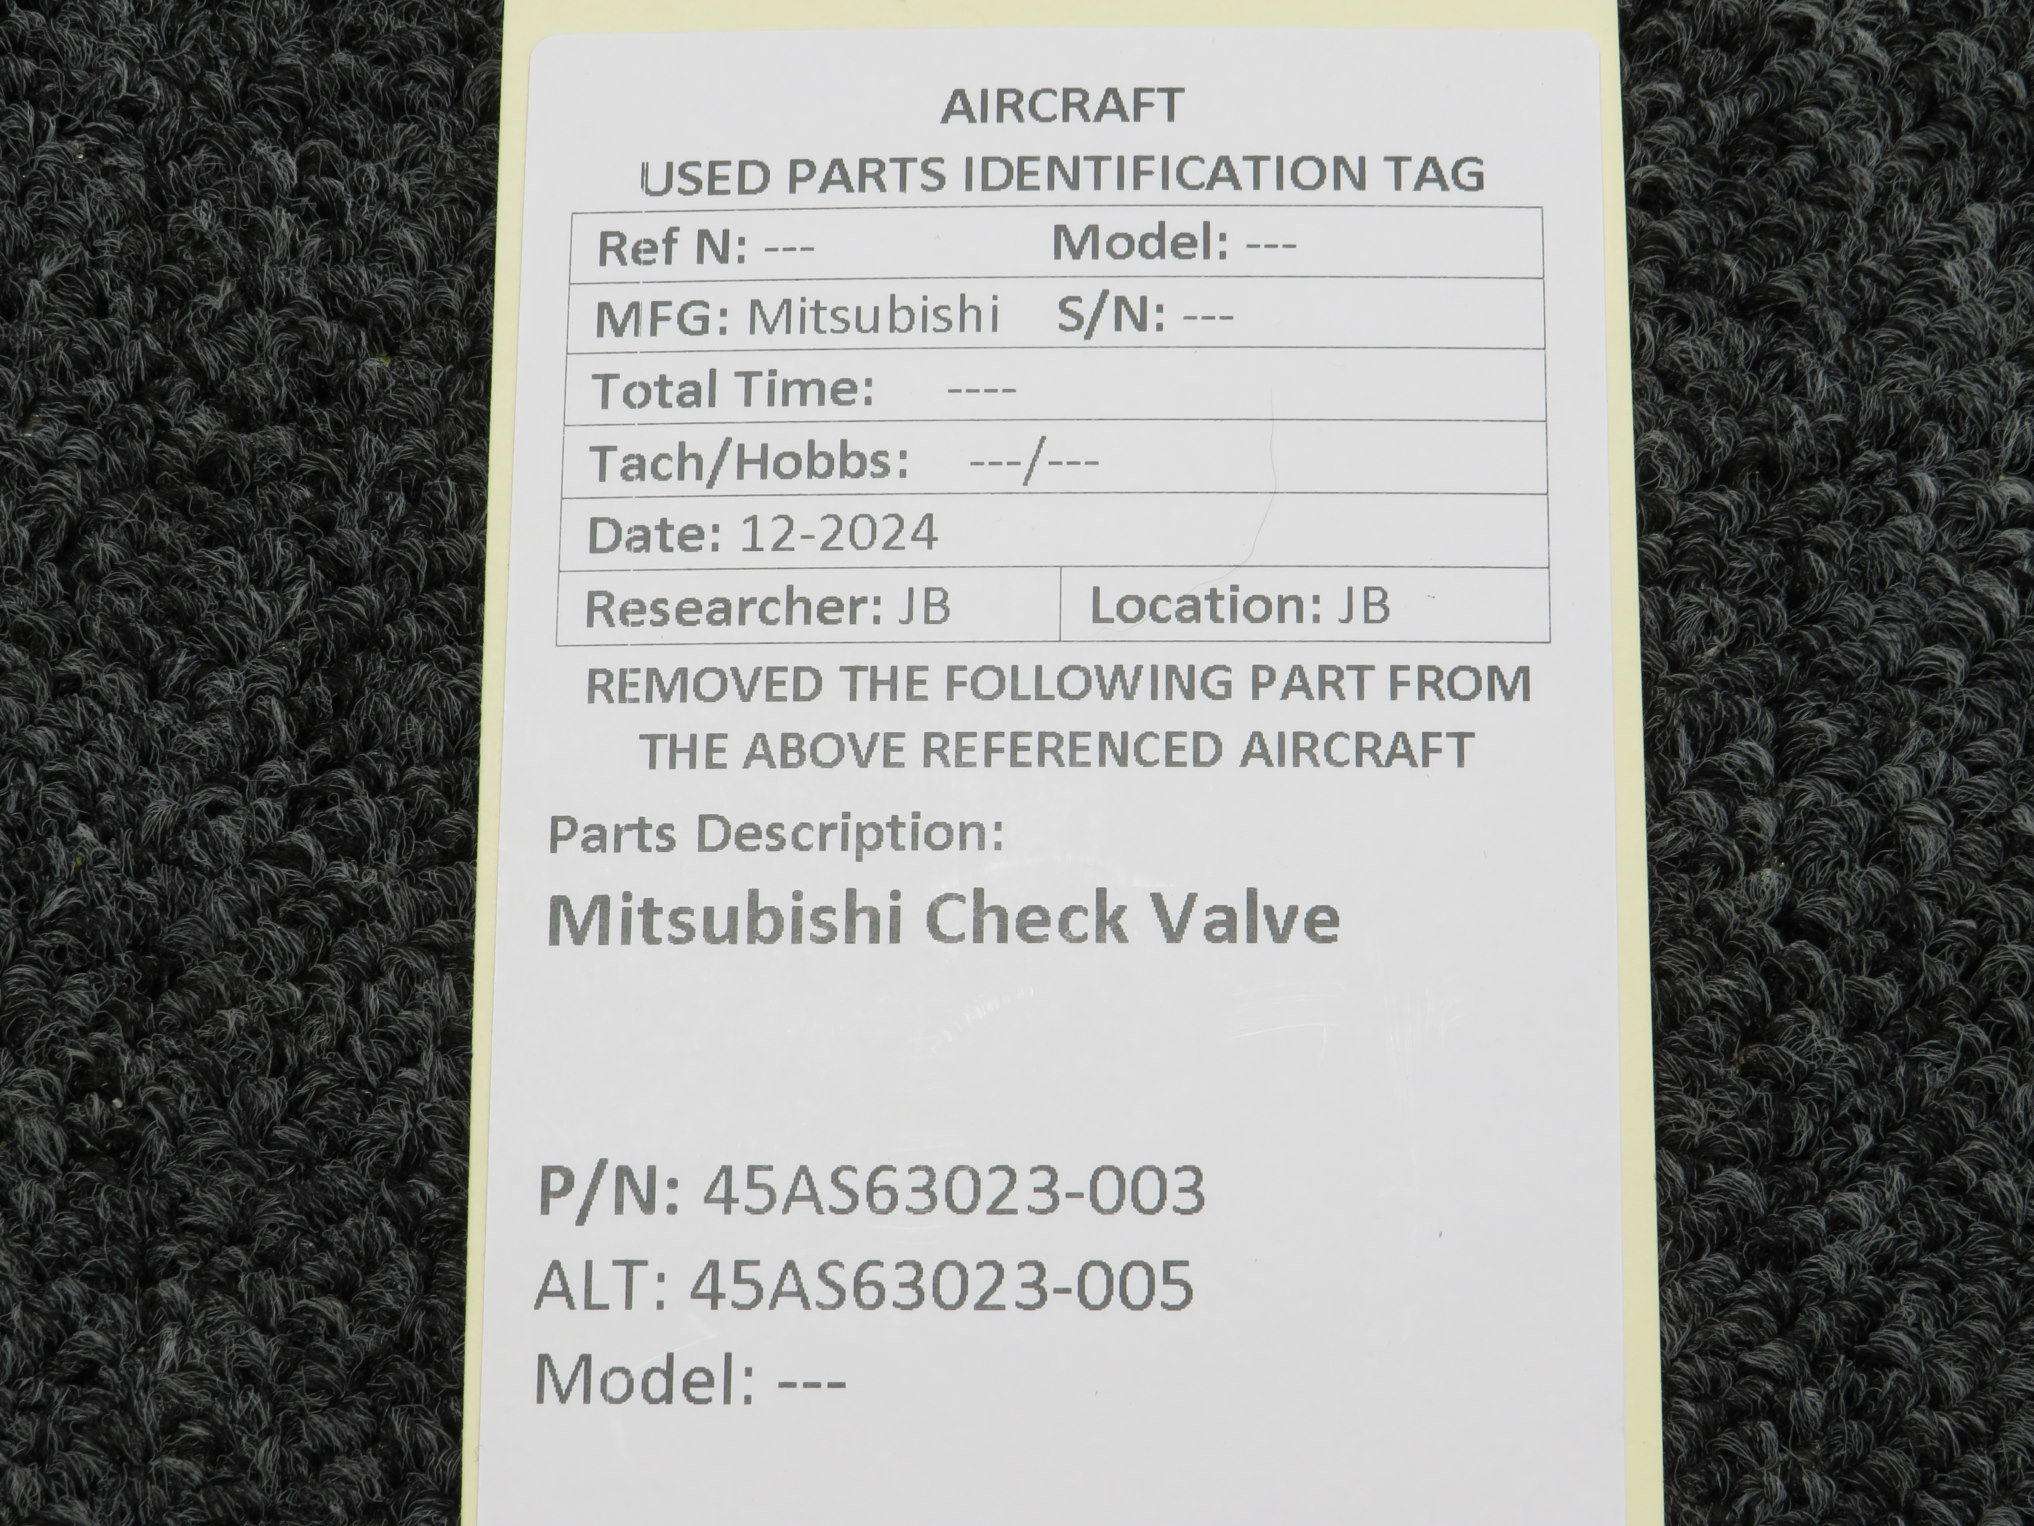 AIRCRAFT
USED PARTS IDENTIFICATION TAG
Ref N: --- Model: ---
MFG: Mitsubishi S/N: ---
Total Time: ----
Tach/Hobbs: ---/---
Date: 12-2024
Researcher: JB Location: JB
REMOVED THE FOLLOWING PART FROM
THE ABOVE REFERENCED AIRCRAFT
Parts Description:
Mitsubishi Check Valve
P/N: 45AS63023-003
ALT: 45AS63023-005
Model: ---